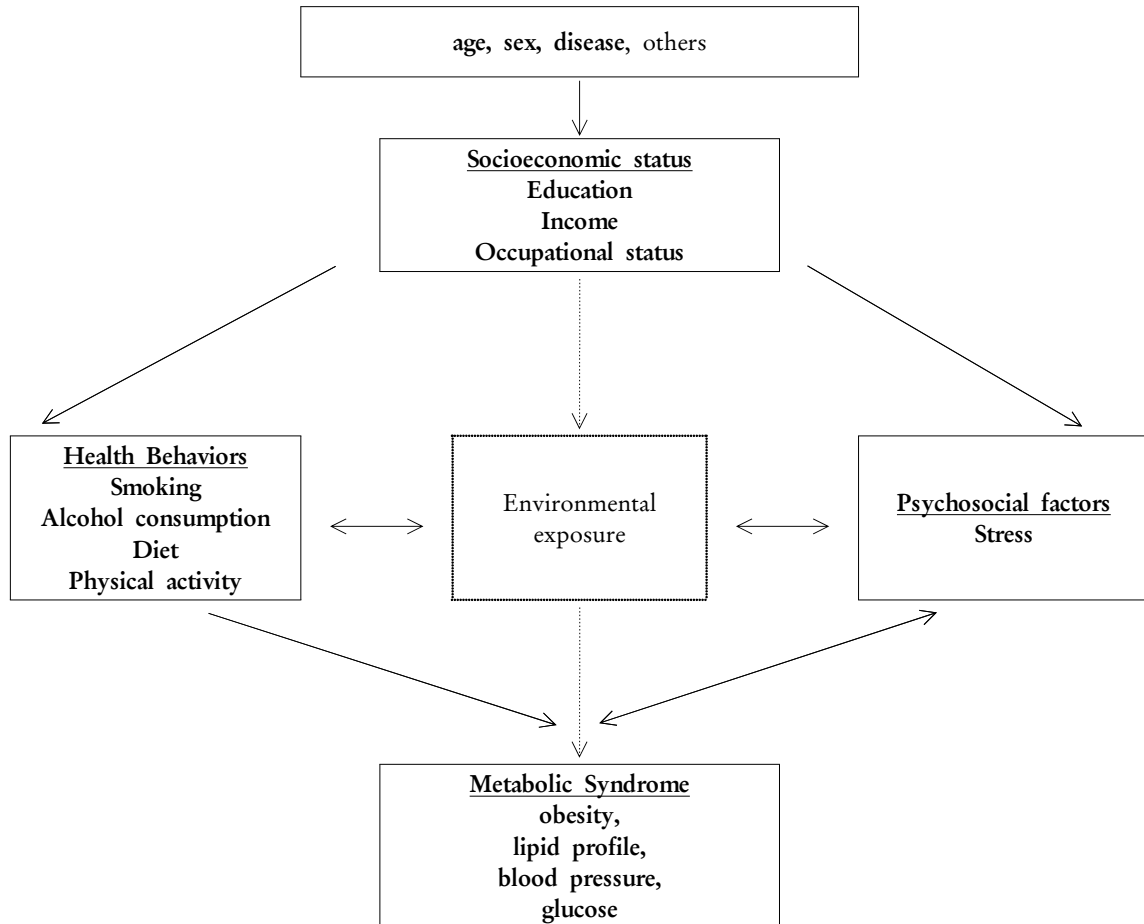 age, sex, disease, others
Socioeconomic status
Education
Income
Occupational status
Health Behaviors
Smoking
Alcohol consumption
Diet
Physical activity
Environmental
exposure
Psychosocial factors
Stress
Metabolic Syndrome
obesity,
lipid profile,
blood pressure,
glucose